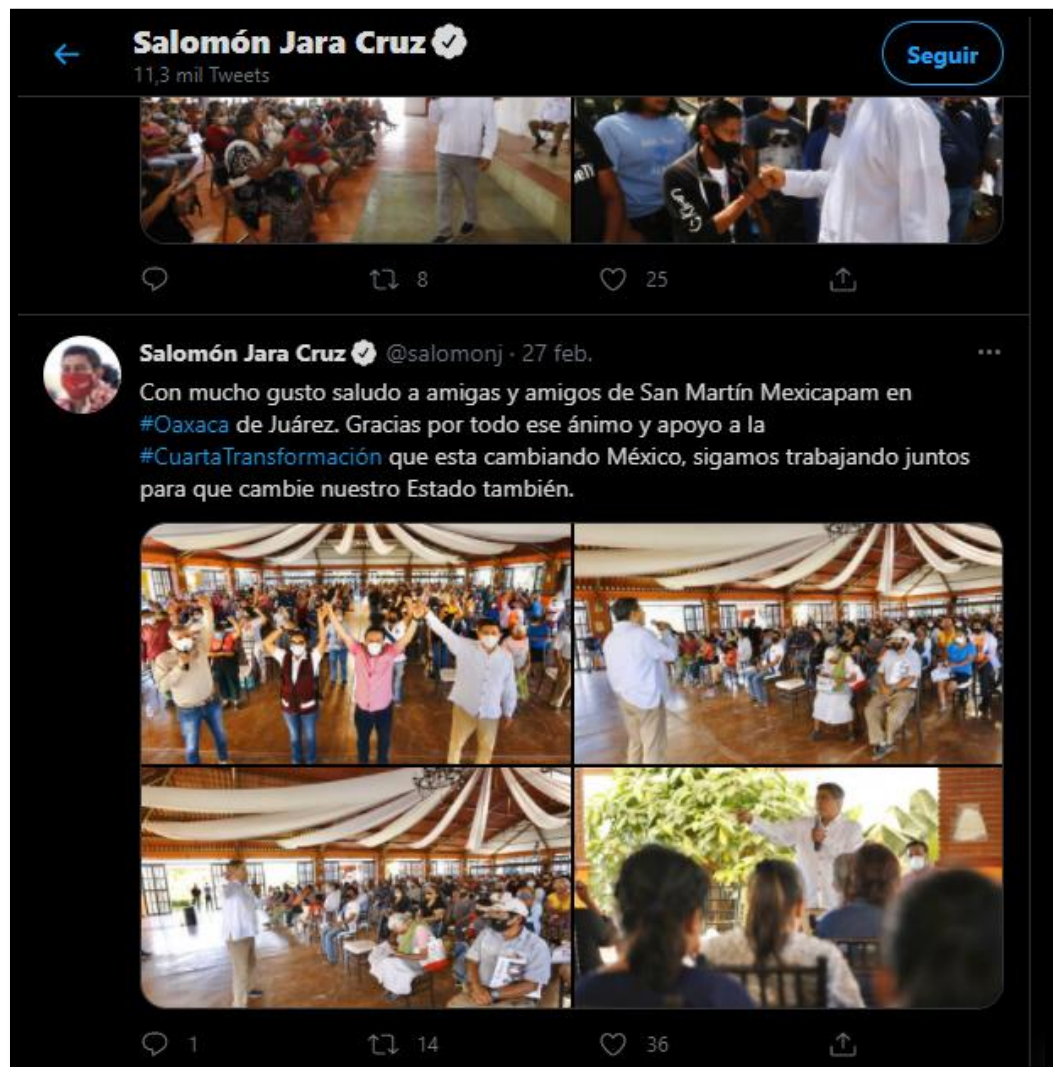 Salomón Jara Cruz
Seguir
11,3 mil Tweets
8
25
Salomón Jara Cruz @salomonj · 27 feb.
Con mucho gusto saludo a amigas y amigos de San Martín Mexicapam en
#Oaxaca de Juárez. Gracias por todo ese ánimo y apoyo a la
#CuartaTransformación que esta cambiando México, sigamos trabajando juntos
para que cambie nuestro Estado también.
1
14
36